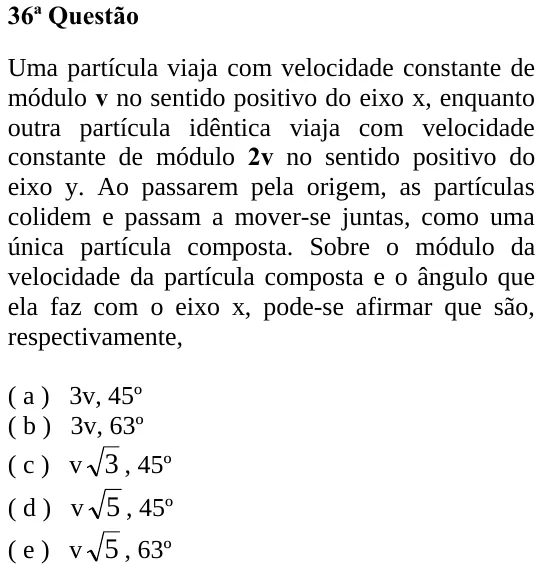 36ª Questão
Uma partícula viaja com velocidade constante de
módulo v no sentido positivo do eixo x, enquanto
outra partícula idêntica viaja com velocidade
constante de módulo 2v no sentido positivo do
eixo y. Ao passarem pela origem, as partículas
colidem e passam a mover-se juntas, como uma
única partícula composta. Sobre o módulo da
velocidade da partícula composta e o ângulo que
ela faz com o eixo x, pode-se afirmar que são,
respectivamente,
( a ) 3v, 45º
( b ) 3v, 63º
( c ) v√3 , 45º
( d ) v√5 , 45º
( e ) v√5 , 63º